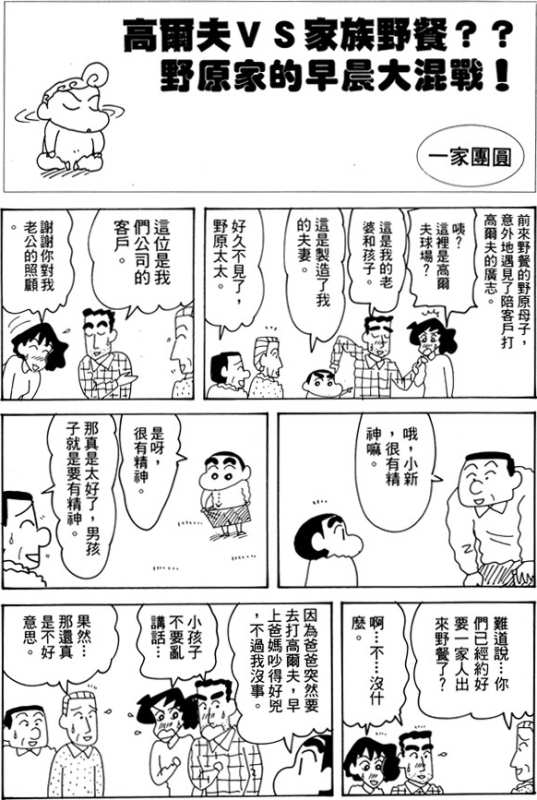 高爾夫VS家族野餐？？
野原家的早晨大混戰！
一家團圓
前來野餐的野原母子，
意外地遇見了陪客戶打
高爾夫的廣志。
咦？
這裡是高爾
夫球場？
這是我的老
婆和孩子。
這是製造了我
的夫妻。
好久不見了，
野原太太。
這位是我
們公司的
客戶。
謝謝你對我
老公的照顧
。
哦，小新
，很有精
神嘛。
是呀，
很有精神。
那真是太好了，男孩
子就是要有精神。
難道說…你
們已經約好
要一家人出
來野餐了？
啊…不…沒什
麼。
因為爸爸突然要
去打高爾夫，早
上爸媽吵得好兇
，不過我沒事。
小孩子
不要亂
講話…
果然…
那還真
是不好
意思。